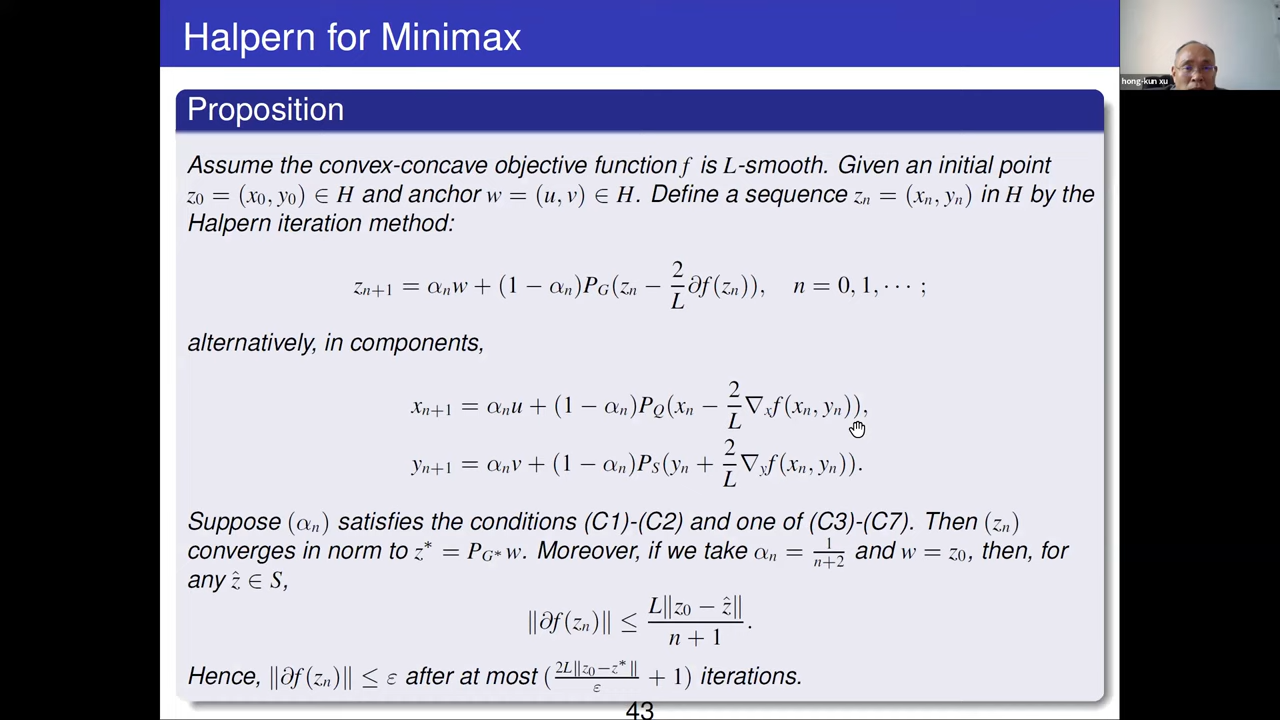 Halpern for Minimax
hong-kun xu
Proposition
Assume the convex-concave objective function f is L-smooth. Given an initial point
z₀ = (x₀, y₀) ∈ H and anchor w = (u, v) ∈ H. Define a sequence zₙ = (xₙ, yₙ) in H by the
Halpern iteration method:
zₙ₊₁ = αₙw + (1 − αₙ)P_G(zₙ − 2/L ∂f(zₙ)), n = 0, 1, ··· ;
alternatively, in components,
xₙ₊₁ = αₙu + (1 − αₙ)P_Q(xₙ − 2/L ∇ₓf(xₙ, yₙ)),
yₙ₊₁ = αₙv + (1 − αₙ)P_S(yₙ + 2/L ∇_yf(xₙ, yₙ)).
Suppose (αₙ) satisfies the conditions (C1)-(C2) and one of (C3)-(C7). Then (zₙ)
converges in norm to z* = P_G* w. Moreover, if we take αₙ = 1/(n+2) and w = z₀, then, for
any ẑ ∈ S,
‖∂f(zₙ)‖ ≤ L‖z₀ − ẑ‖ / (n + 1).
Hence, ‖∂f(zₙ)‖ ≤ ε after at most (2L‖z₀−z*‖/ε + 1) iterations.
43